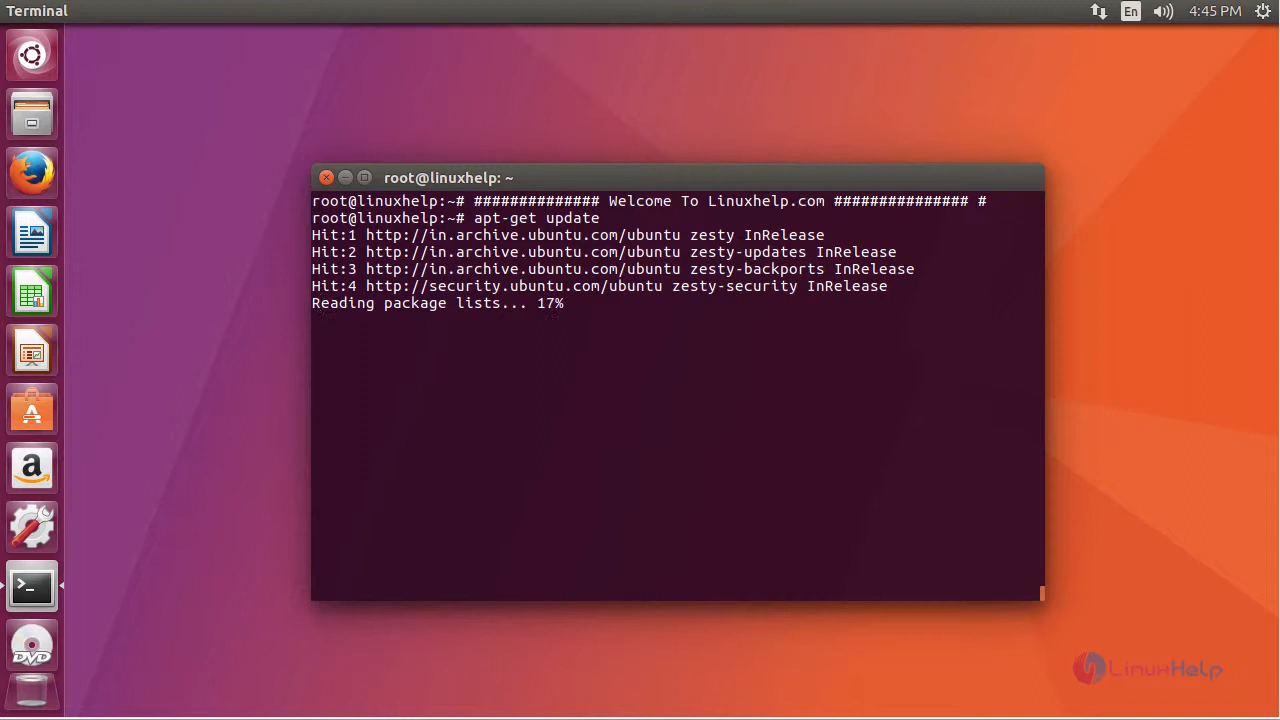 Terminal
En
4:45 PM
root@linuxhelp: ~
root@linuxhelp:~# ############## Welcome To Linuxhelp.com ############### #
root@linuxhelp:~# apt-get update
Hit:1 http://in.archive.ubuntu.com/ubuntu zesty InRelease
Hit:2 http://in.archive.ubuntu.com/ubuntu zesty-updates InRelease
Hit:3 http://in.archive.ubuntu.com/ubuntu zesty-backports InRelease
Hit:4 http://security.ubuntu.com/ubuntu zesty-security InRelease
Reading package lists... 17%
>_
DVD
LinuxHelp